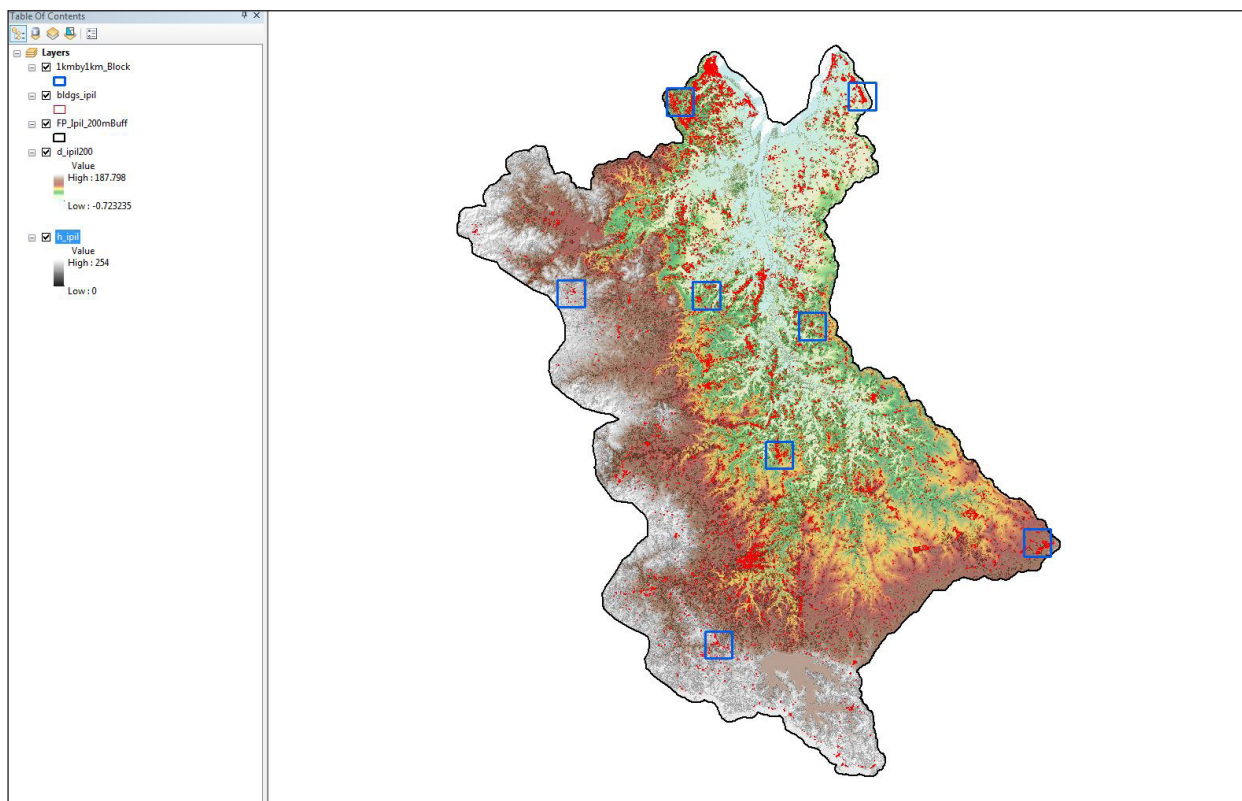 Table Of Contents
Layers
1kmby1km_Block
bldgs_ipil
FP_Ipil_200mBuff
d_ipil200
Value
High : 187.798
Low : -0.723235
h_ipil
Value
High : 254
Low : 0